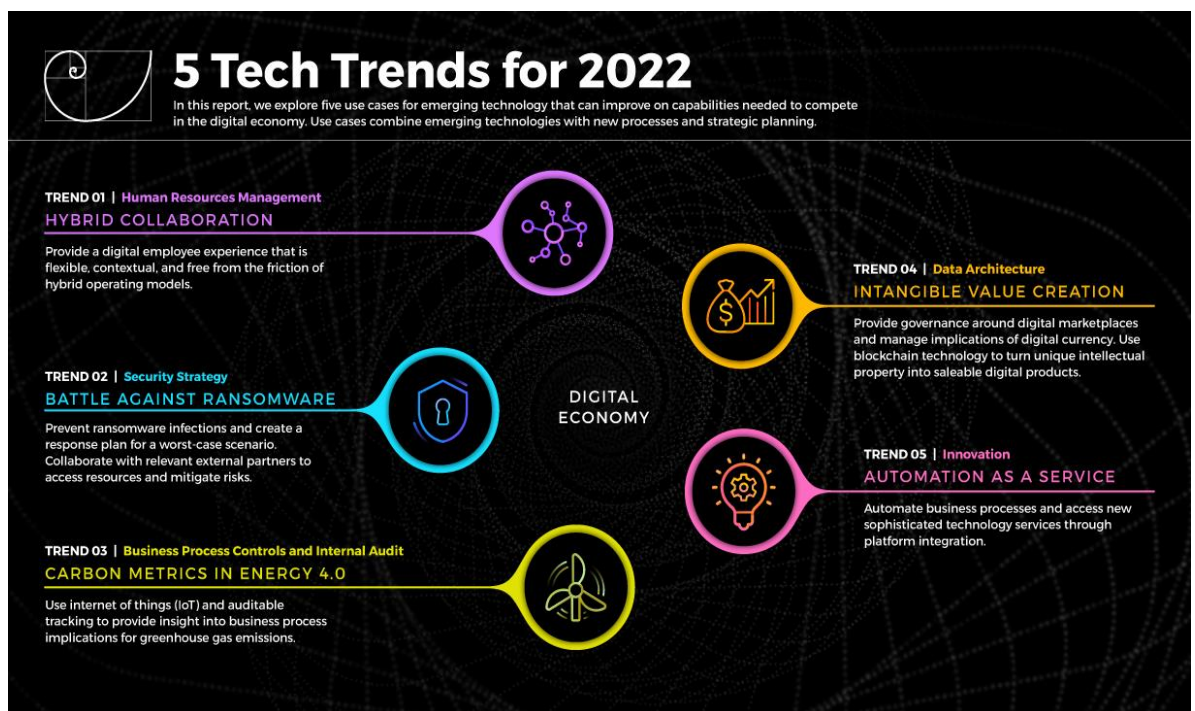 5 Tech Trends for 2022
In this report, we explore five use cases for emerging technology that can improve on capabilities needed to compete
in the digital economy. Use cases combine emerging technologies with new processes and strategic planning.
TREND 01 | Human Resources Management
HYBRID COLLABORATION
Provide a digital employee experience that is
flexible, contextual, and free from the friction of
hybrid operating models.
TREND 02 | Security Strategy
BATTLE AGAINST RANSOMWARE
Prevent ransomware infections and create a
response plan for a worst-case scenario.
Collaborate with relevant external partners to
access resources and mitigate risks.
TREND 03 | Business Process Controls and Internal Audit
CARBON METRICS IN ENERGY 4.0
Use internet of things (IoT) and auditable
tracking to provide insight into business process
implications for greenhouse gas emissions.
DIGITAL
ECONOMY
TREND 04 | Data Architecture
INTANGIBLE VALUE CREATION
Provide governance around digital marketplaces
and manage implications of digital currency. Use
blockchain technology to turn unique intellectual
property into saleable digital products.
TREND 05 | Innovation
AUTOMATION AS A SERVICE
Automate business processes and access new
sophisticated technology services through
platform integration.
$